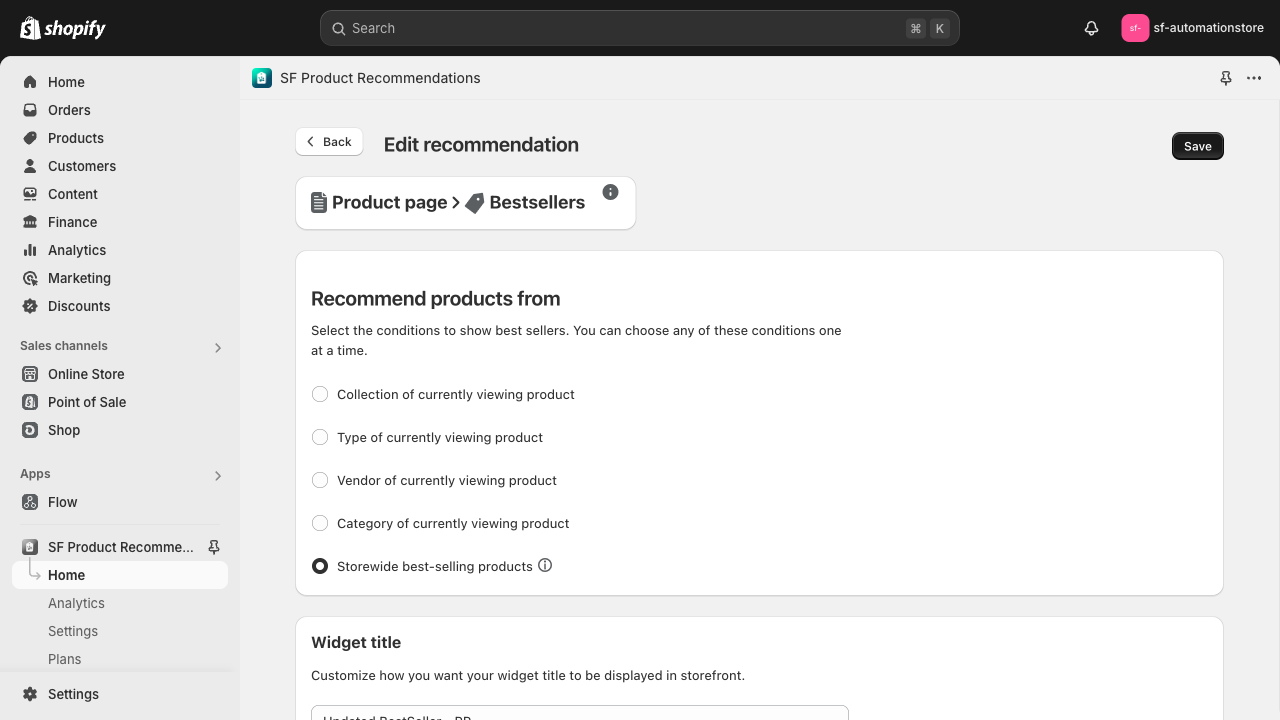 shopify
Search
⌘ K
sf-
sf-automationstore
Home
Orders
Products
Customers
Content
Finance
Analytics
Marketing
Discounts
Sales channels
Online Store
Point of Sale
Shop
Apps
Flow
SF Product Recomme...
Home
Analytics
Settings
Plans
Settings
SF Product Recommendations
Back
Edit recommendation
Save
Product page
Bestsellers
Recommend products from
Select the conditions to show best sellers. You can choose any of these conditions one
at a time.
Collection of currently viewing product
Type of currently viewing product
Vendor of currently viewing product
Category of currently viewing product
Storewide best-selling products
Widget title
Customize how you want your widget title to be displayed in storefront.